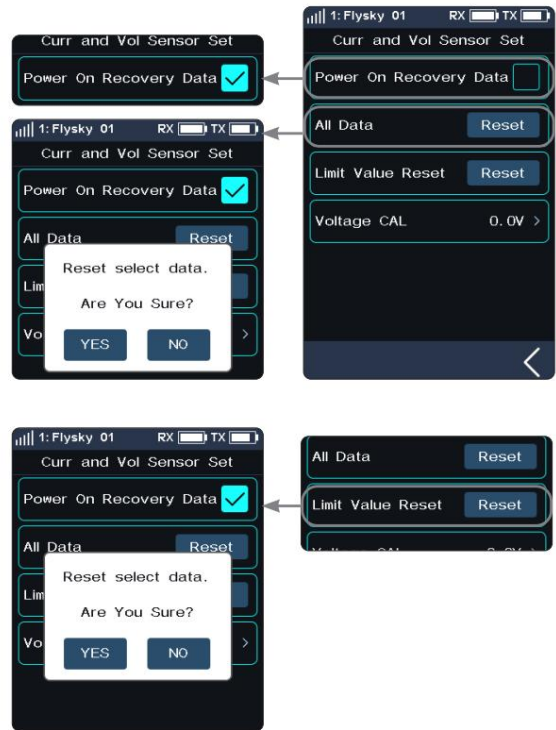 Curr and Vol Sensor Set
Power On Recovery Data
1: Flysky 01 RX TX
Curr and Vol Sensor Set
Power On Recovery Data
All Data Reset
Lim
Vo >
Reset select data.
Are You Sure?
YES NO
1: Flysky 01 RX TX
Curr and Vol Sensor Set
Power On Recovery Data
All Data Reset
Limit Value Reset Reset
Voltage CAL 0.0V >
1: Flysky 01 RX TX
Curr and Vol Sensor Set
Power On Recovery Data
All Data Reset
Lim
Vo >
Reset select data.
Are You Sure?
YES NO
All Data Reset
Limit Value Reset Reset